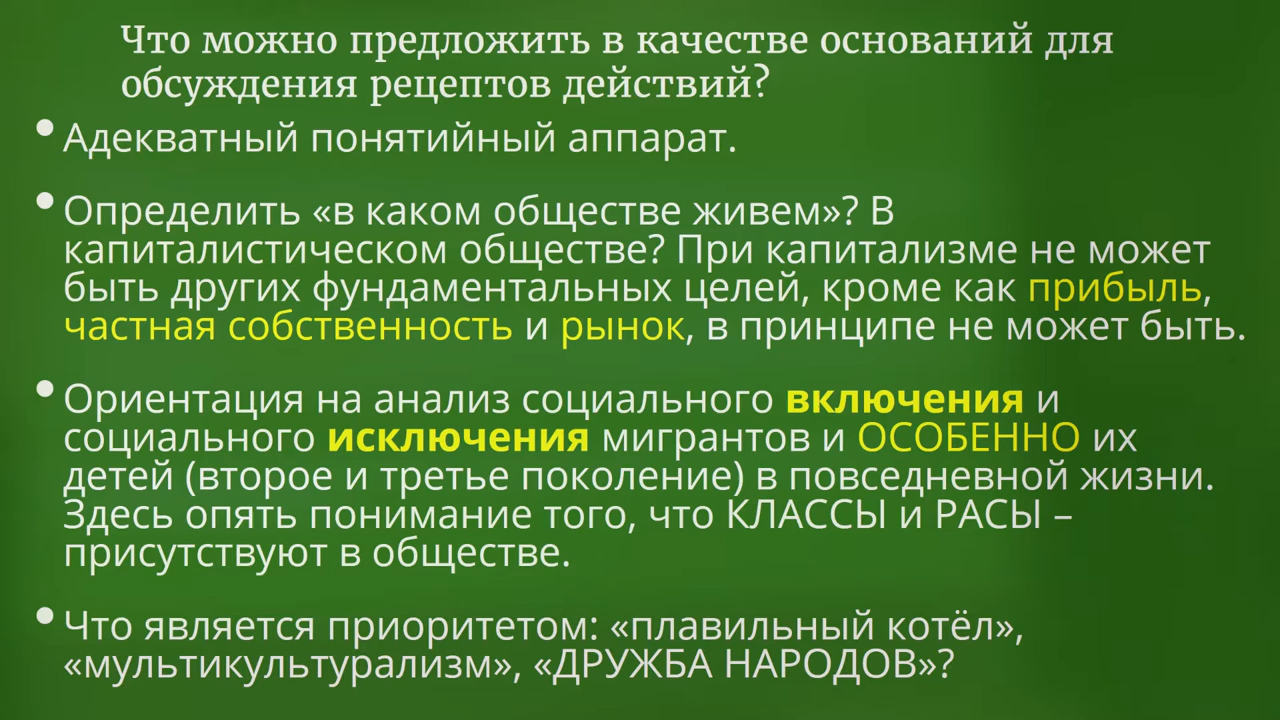 Что можно предложить в качестве оснований для
обсуждения рецептов действий?
• Адекватный понятийный аппарат.
• Определить «в каком обществе живем»? В
капиталистическом обществе? При капитализме не может
быть других фундаментальных целей, кроме как прибыль,
частная собственность и рынок, в принципе не может быть.
• Ориентация на анализ социального включения и
социального исключения мигрантов и ОСОБЕННО их
детей (второе и третье поколение) в повседневной жизни.
Здесь опять понимание того, что КЛАССЫ и РАСЫ –
присутствуют в обществе.
• Что является приоритетом: «плавильный котёл»,
«мультикультурализм», «ДРУЖБА НАРОДОВ»?